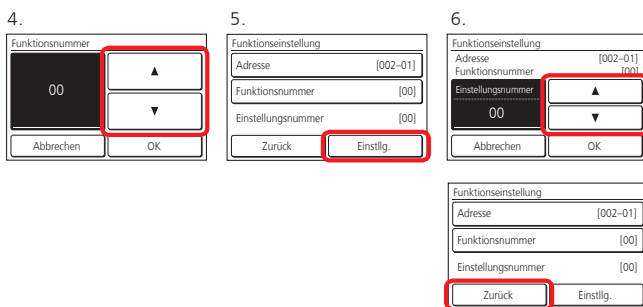 4.
Funktionsnummer
00
▲
▼
Abbrechen
OK
5.
Funktionseinstellung
Adresse [002–01]
Funktionsnummer [00]
Einstellungsnummer [00]
Zurück
Einstllg.
6.
Funktionseinstellung
Adresse [002–01]
Funktionsnummer [00]
Einstellungsnummer
00
▲
▼
Abbrechen
OK
Funktionseinstellung
Adresse [002–01]
Funktionsnummer [00]
Einstellungsnummer [00]
Zurück
Einstllg.